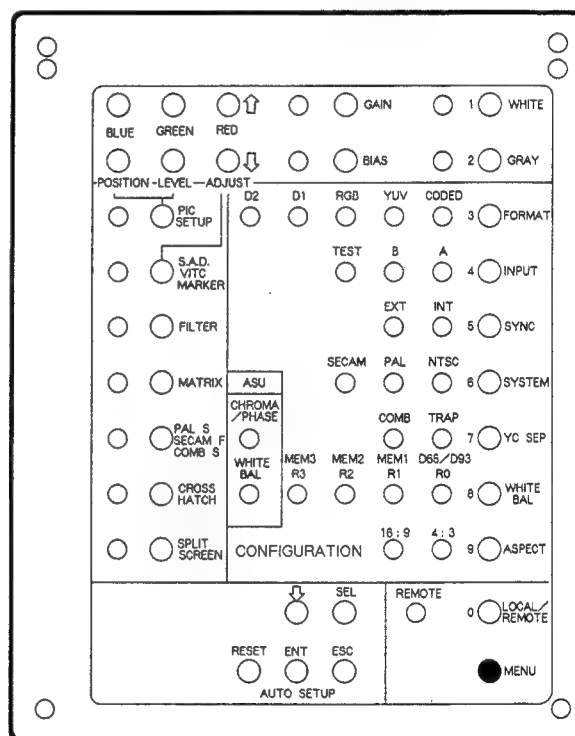 GAIN 1 WHITE
BLUE GREEN RED
BIAS 2 GRAY
POSITION LEVEL ADJUST
D2 D1 RGB YUV CODED
PIC
SETUP
3 FORMAT
TEST B A
S.A.D.
VITC
MARKER
4 INPUT
EXT INT
FILTER 5 SYNC
SECAM PAL NTSC
MATRIX ASU 6 SYSTEM
CHROMA
/PHASE
COMB TRAP
PAL S
SECAM F
COMB S
7 YC SEP
WHITE
BAL
MEM3 MEM2 MEM1 D65/D93
R3 R2 R1 R0
CROSS
HATCH
8 WHITE
BAL
16:9 4:3
SPLIT
SCREEN
CONFIGURATION 9 ASPECT
SEL REMOTE
0 LOCAL/
REMOTE
RESET ENT ESC
MENU
AUTO SETUP